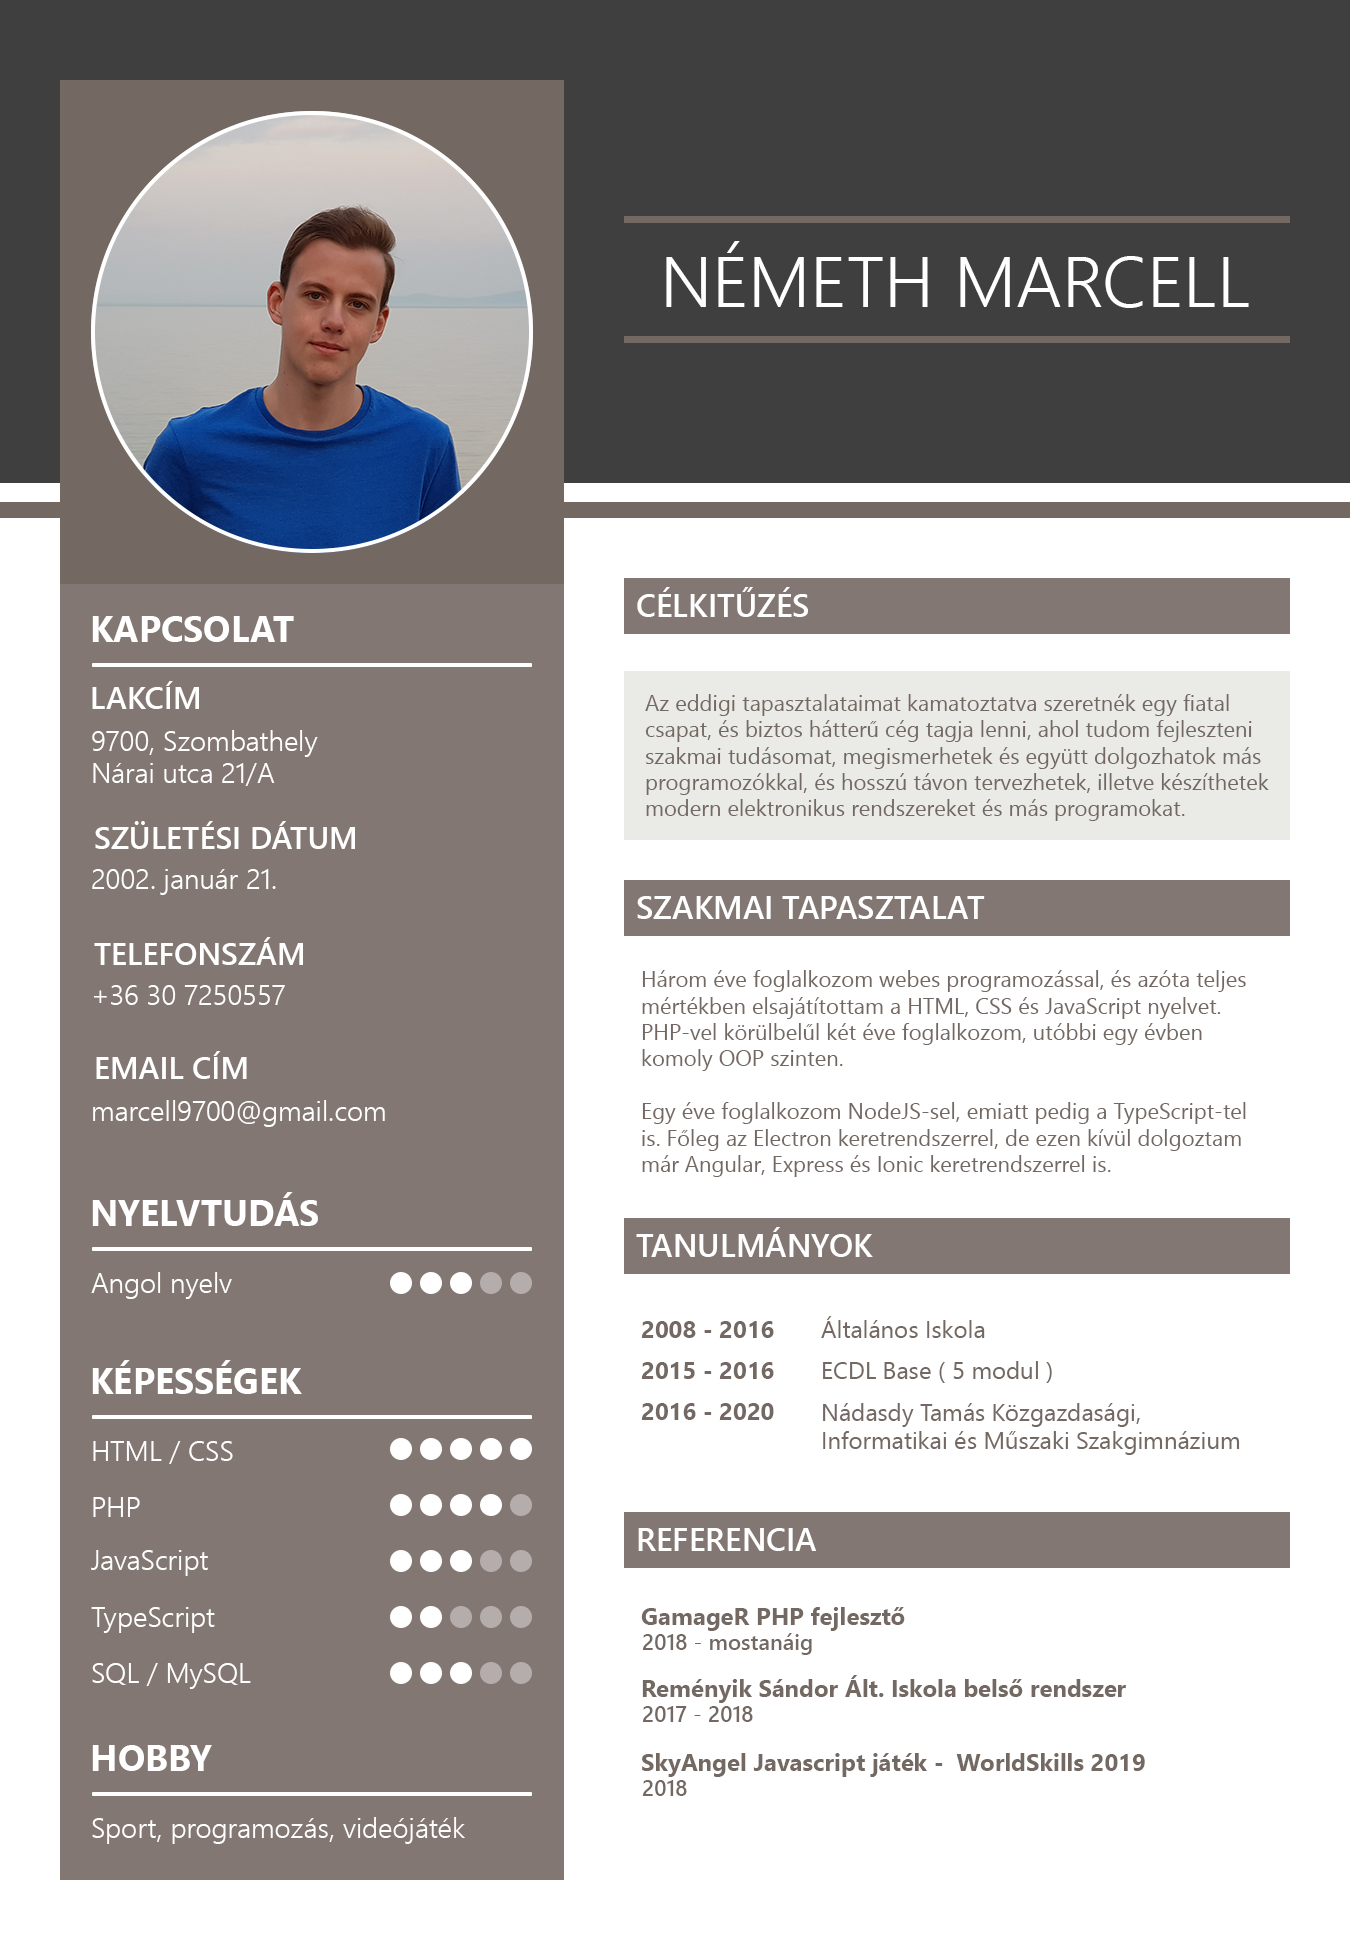 NÉMETH MARCELL
KAPCSOLAT
LAKCÍM
9700, Szombathely
Nárai utca 21/A
SZÜLETÉSI DÁTUM
2002. január 21.
TELEFONSZÁM
+36 30 7250557
EMAIL CÍM
marcell9700@gmail.com
NYELVTUDÁS
Angol nyelv
KÉPESSÉGEK
HTML / CSS
PHP
JavaScript
TypeScript
SQL / MySQL
HOBBY
Sport, programozás, videójáték
CÉLKITŰZÉS
Az eddigi tapasztalataimat kamatoztatva szeretnék egy fiatal
csapat, és biztos hátterű cég tagja lenni, ahol tudom fejleszteni
szakmai tudásomat, megismerhetek és együtt dolgozhatok más
programozókkal, és hosszú távon tervezhetek, illetve készíthetek
modern elektronikus rendszereket és más programokat.
SZAKMAI TAPASZTALAT
Három éve foglalkozom webes programozással, és azóta teljes
mértékben elsajátítottam a HTML, CSS és JavaScript nyelvet.
PHP-vel körülbelűl két éve foglalkozom, utóbbi egy évben
komoly OOP szinten.
Egy éve foglalkozom NodeJS-sel, emiatt pedig a TypeScript-tel
is. Főleg az Electron keretrendszerrel, de ezen kívül dolgoztam
már Angular, Express és Ionic keretrendszerrel is.
TANULMÁNYOK
2008 - 2016 Általános Iskola
2015 - 2016 ECDL Base ( 5 modul )
2016 - 2020 Nádasdy Tamás Közgazdasági,
Informatikai és Műszaki Szakgimnázium
REFERENCIA
GamageR PHP fejlesztő
2018 - mostanáig
Reményik Sándor Ált. Iskola belső rendszer
2017 - 2018
SkyAngel Javascript játék -  WorldSkills 2019
2018